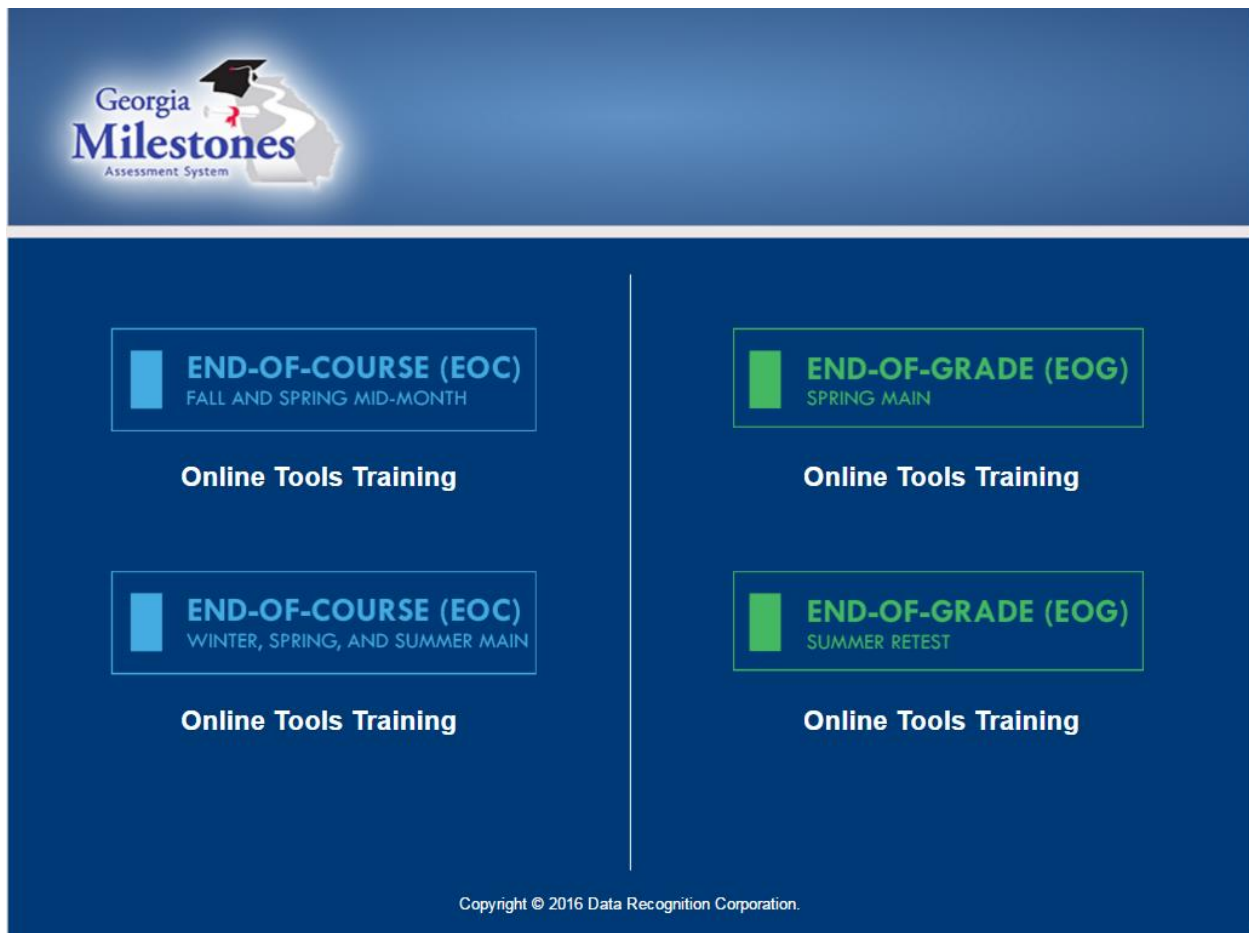 Georgia
Milestones
Assessment System
END-OF-COURSE (EOC)
FALL AND SPRING MID-MONTH
Online Tools Training
END-OF-COURSE (EOC)
WINTER, SPRING, AND SUMMER MAIN
Online Tools Training
END-OF-GRADE (EOG)
SPRING MAIN
Online Tools Training
END-OF-GRADE (EOG)
SUMMER RETEST
Online Tools Training
Copyright © 2016 Data Recognition Corporation.